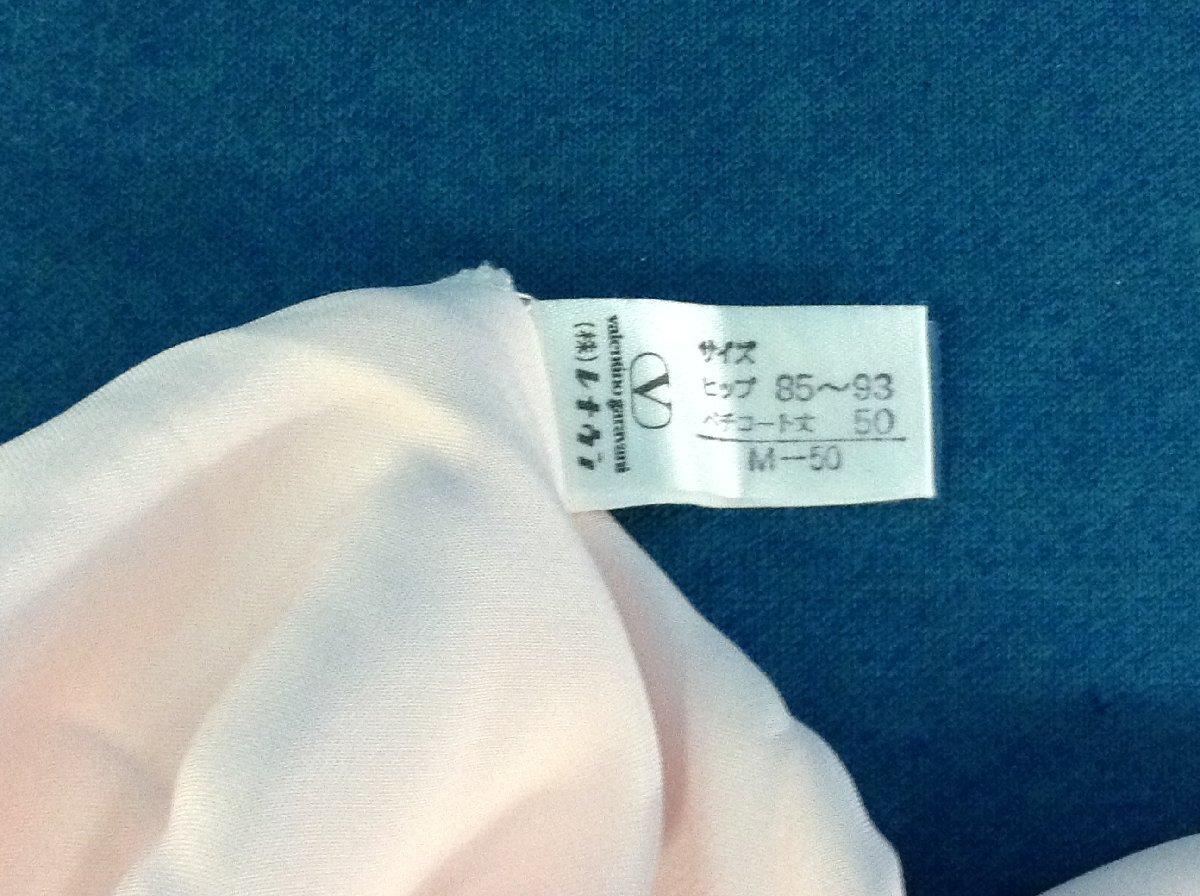 サイズ
ヒップ 85〜93
ペチコート丈 50
M−50
V
valentino garavani
(株)レナウン